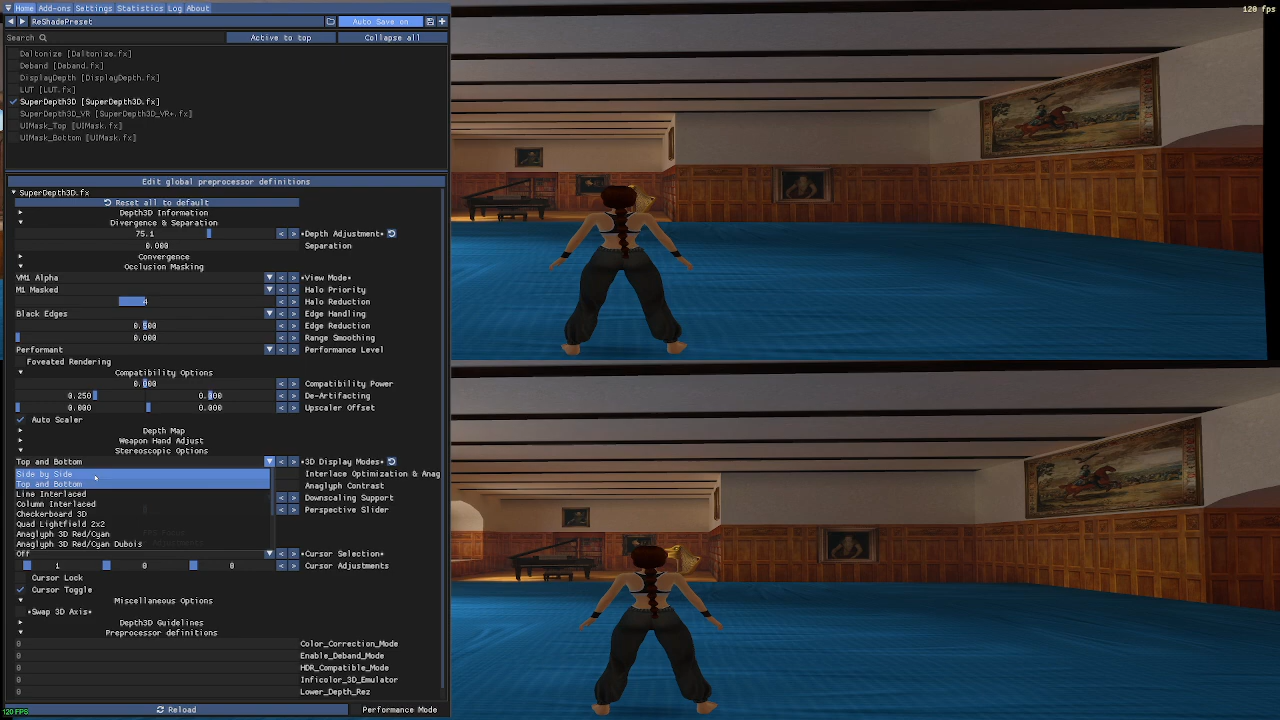 Home Add-ons Settings Statistics Log About
ReShadePreset Auto Save on
Search Active to top Collapse all
Daltonize [Daltonize.fx]
Deband [Deband.fx]
DisplayDepth [DisplayDepth.fx]
LUT [LUT.fx]
SuperDepth3D [SuperDepth3D.fx]
SuperDepth3D_VR [SuperDepth3D_VR+.fx]
UIMask_Top [UIMask.fx]
UIMask_Bottom [UIMask.fx]
Edit global preprocessor definitions
SuperDepth3D.fx
Reset all to default
Depth3D Information
Divergence & Separation
75.1 < > •Depth Adjustment•
0.000 Separation
Convergence
Occlusion Masking
VM1 Alpha < > •View Mode•
M1 Masked < > Halo Priority
4 < > Halo Reduction
Black Edges < > Edge Handling
0.500 < > Edge Reduction
0.000 < > Range Smoothing
Performant < > Performance Level
Foveated Rendering
Compatibility Options
0.000 < > Compatibility Power
0.250 0.000 < > De-Artifacting
0.000 0.000 < > Upscaler Offset
Auto Scaler
Depth Map
Weapon Hand Adjust
Stereoscopic Options
Top and Bottom < > •3D Display Modes•
Side by Side Interlace Optimization & Anag
Top and Bottom Anaglyph Contrast
Line Interlaced < > Downscaling Support
Column Interlaced < > Perspective Slider
Checkerboard 3D
Quad Lightfield 2x2
Anaglyph 3D Red/Cyan
Anaglyph 3D Red/Cyan Dubois
Off < > •Cursor Selection•
1 0 0 < > Cursor Adjustments
Cursor Lock
Cursor Toggle
Miscellaneous Options
•Swap 3D Axis•
Depth3D Guidelines
Preprocessor definitions
0 Color_Correction_Mode
0 Enable_Deband_Mode
0 HDR_Compatible_Mode
0 Inficolor_3D_Emulator
0 Lower_Depth_Rez
Reload Performance Mode
120 FPS
120 fps